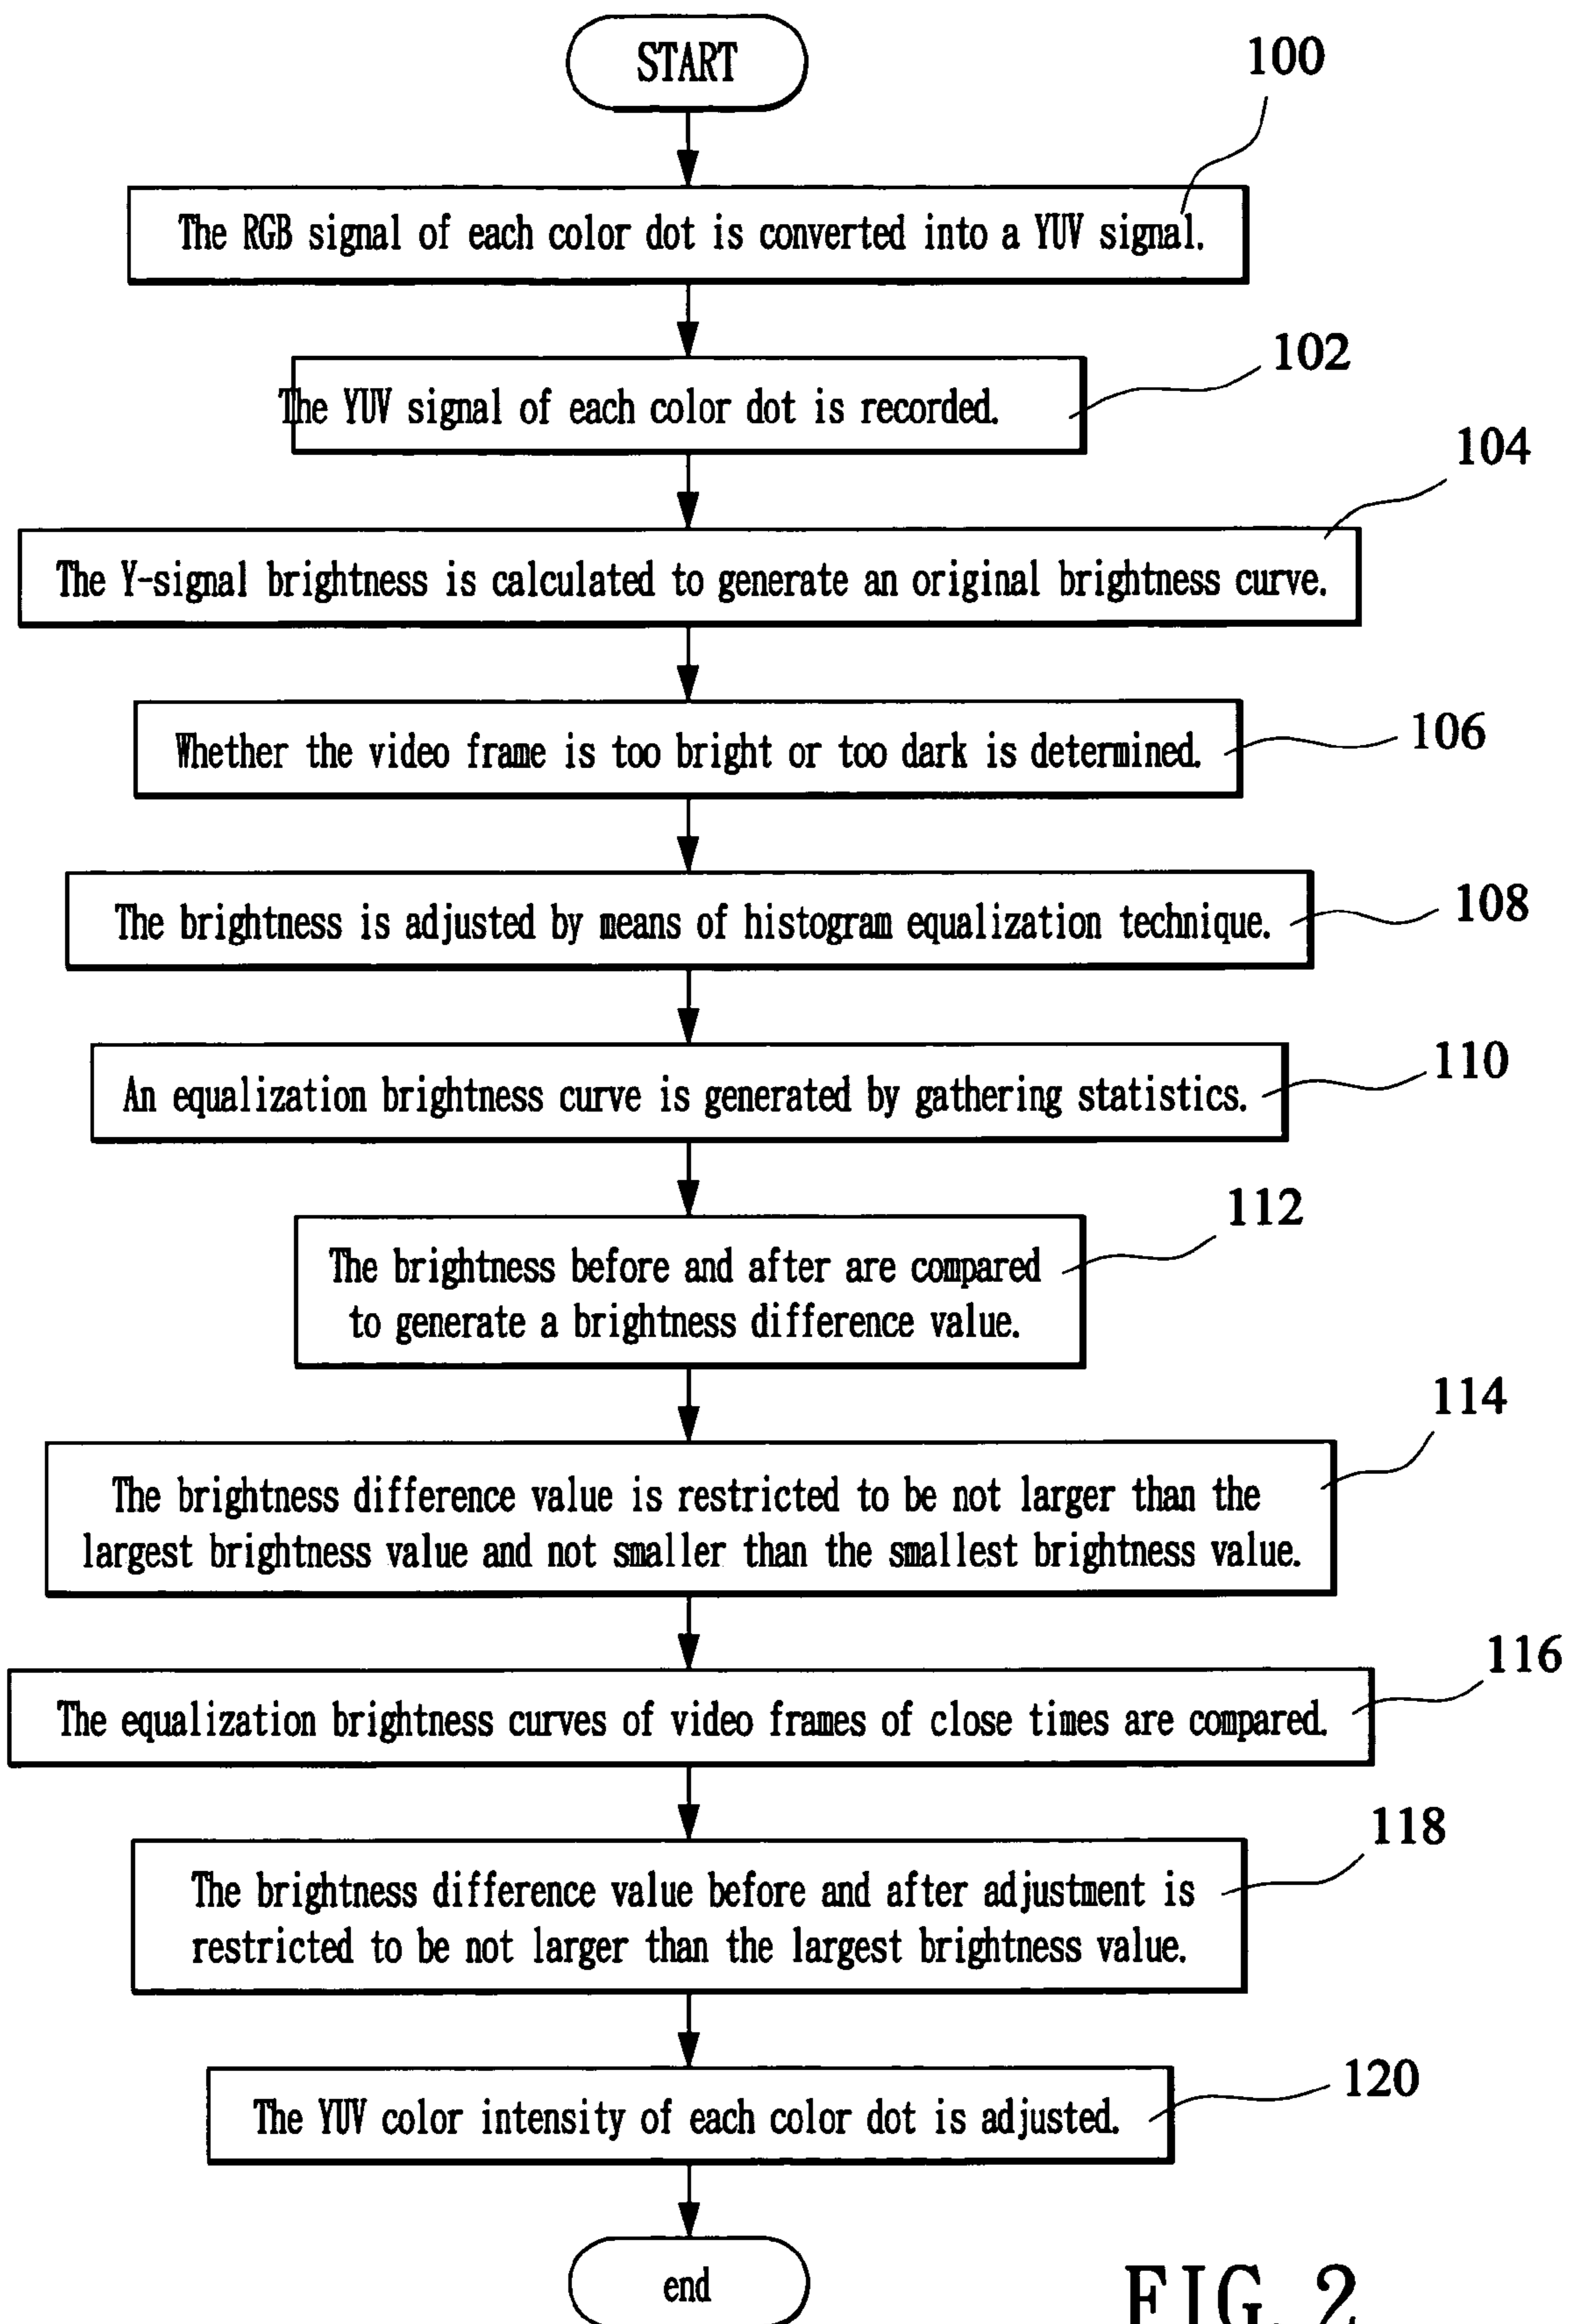 START
100
The RGB signal of each color dot is converted into a YUV signal.
102
The YUV signal of each color dot is recorded.
104
The Y-signal brightness is calculated to generate an original brightness curve.
106
Whether the video frame is too bright or too dark is determined.
108
The brightness is adjusted by means of histogram equalization technique.
110
An equalization brightness curve is generated by gathering statistics.
112
The brightness before and after are compared
to generate a brightness difference value.
114
The brightness difference value is restricted to be not larger than the
largest brightness value and not smaller than the smallest brightness value.
116
The equalization brightness curves of video frames of close times are compared.
118
The brightness difference value before and after adjustment is
restricted to be not larger than the largest brightness value.
120
The YUV color intensity of each color dot is adjusted.
end
FIG. 2